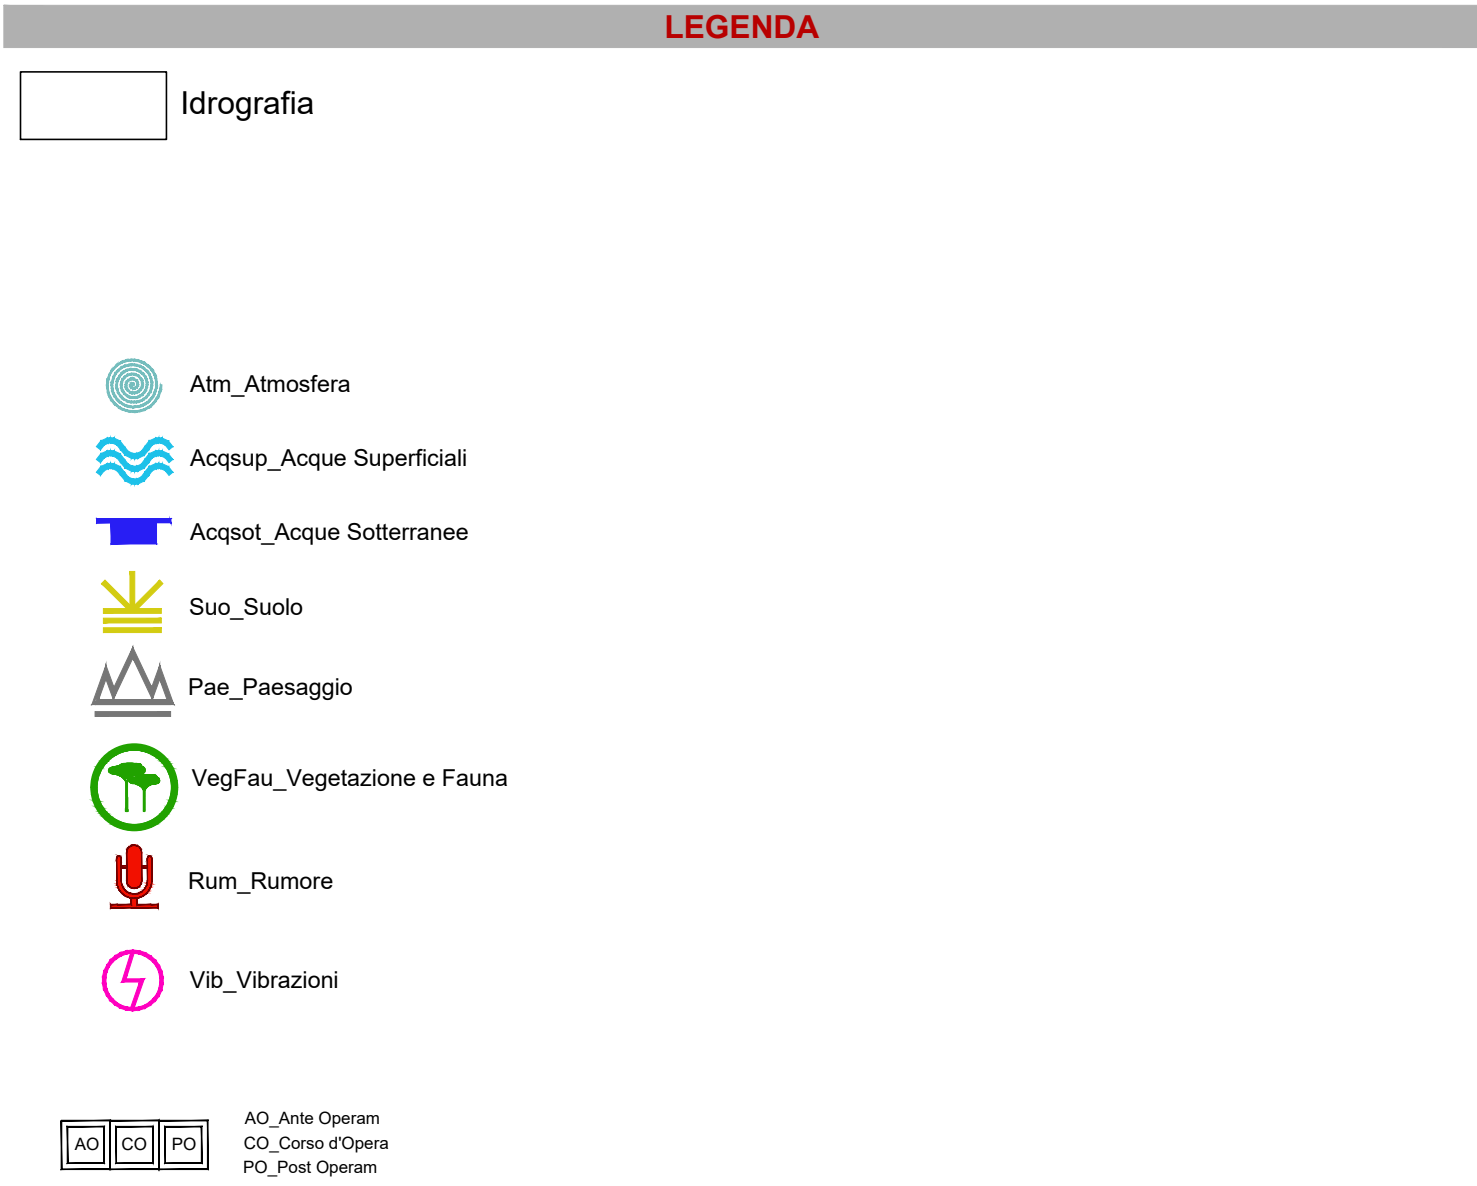 LEGENDA
Idrografia
Atm_Atmosfera
Acqsup_Acque Superficiali
Acqsot_Acque Sotterranee
Suo_Suolo
Pae_Paesaggio
VegFau_Vegetazione e Fauna
Rum_Rumore
Vib_Vibrazioni
AO CO PO
AO_Ante Operam
CO_Corso d'Opera
PO_Post Operam